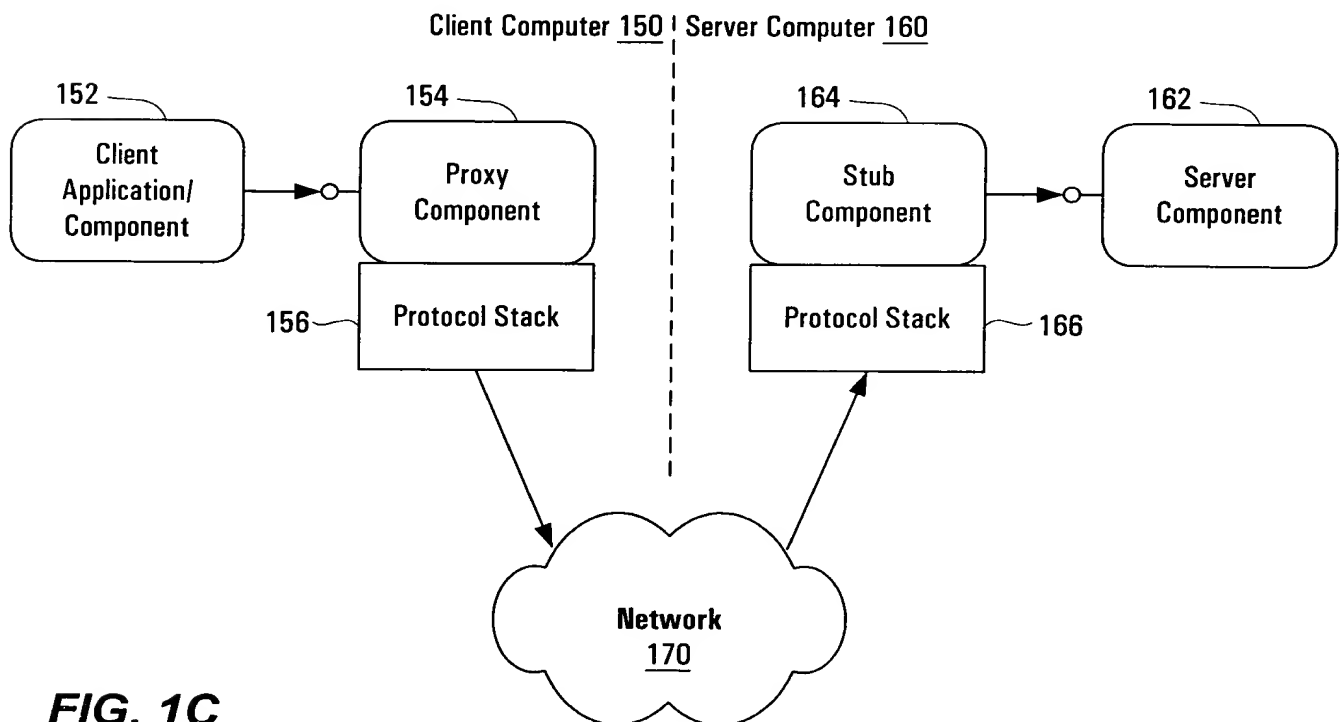 Client Computer 150
Server Computer 160
152
154
164
162
Client
Application/
Component
Proxy
Component
Stub
Component
Server
Component
156
Protocol Stack
Protocol Stack
166
Network
170
FIG. 1C